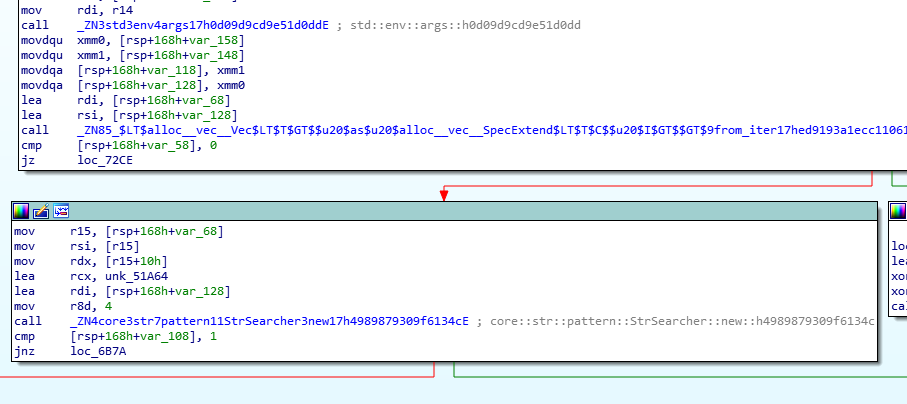 mov rdi, r14
call _ZN3std3env4args17h0d09d9cd9e51d0ddE ; std::env::args::h0d09d9cd9e51d0dd
movdqu xmm0, [rsp+168h+var_158]
movdqu xmm1, [rsp+168h+var_148]
movdqa [rsp+168h+var_118], xmm1
movdqa [rsp+168h+var_128], xmm0
lea rdi, [rsp+168h+var_68]
lea rsi, [rsp+168h+var_128]
call _ZN85_$LT$alloc__vec__Vec$LT$T$GT$$u20$as$u20$alloc__vec__SpecExtend$LT$T$C$$u20$I$GT$$GT$9from_iter17hed9193a1ecc11061
cmp [rsp+168h+var_58], 0
jz loc_72CE
mov r15, [rsp+168h+var_68]
mov rsi, [r15]
mov rdx, [r15+10h]
lea rcx, unk_51A64
lea rdi, [rsp+168h+var_128]
mov r8d, 4
call _ZN4core3str7pattern11StrSearcher3new17h4989879309f6134cE ; core::str::pattern::StrSearcher::new::h4989879309f6134c
cmp [rsp+168h+var_108], 1
jnz loc_6B7A
loc
lea
xor
xor
cal